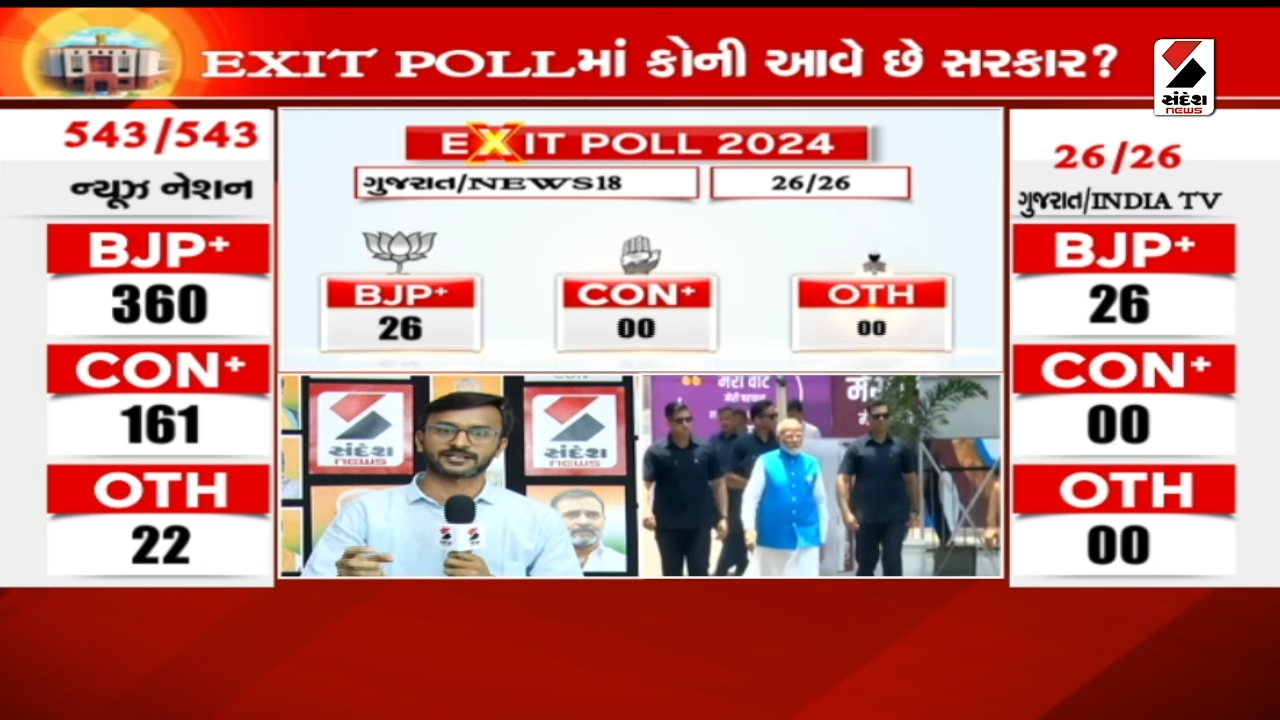 EXIT POLLમાં કોની આવે છે સરકાર?
સંદેશ
NEWS
543/543
ન્યૂઝ નેશન
BJP+
360
CON+
161
OTH
22
EXIT POLL 2024
ગુજરાત/NEWS18
26/26
BJP+
26
CON+
00
OTH
00
સંદેશ
NEWS
સંદેશ
NEWS
मेरा वोट
26/26
ગુજરાત/INDIA TV
BJP+
26
CON+
00
OTH
00